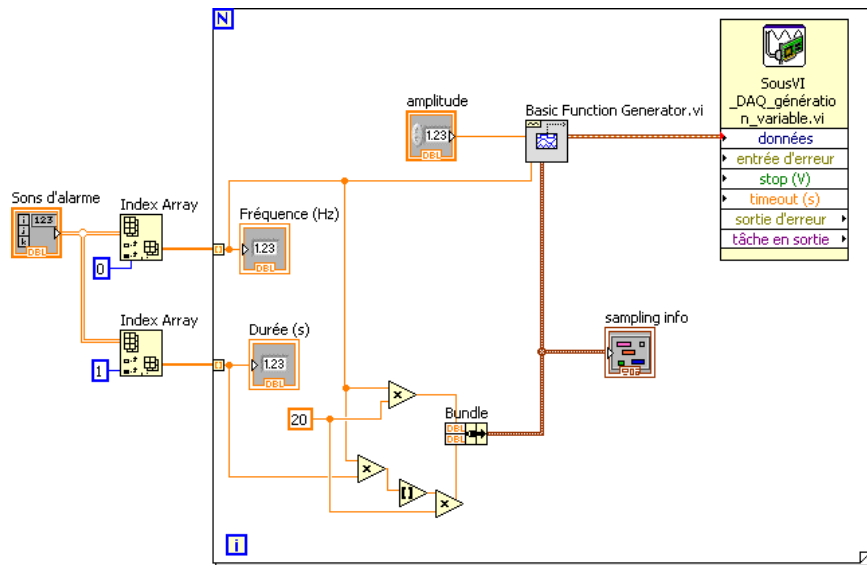 N
SousVI
_DAQ_génératio
n_variable.vi
données
entrée d'erreur
stop (V)
timeout (s)
sortie d'erreur
tâche en sortie
amplitude
1.23
DBL
Basic Function Generator.vi
Sons d'alarme
i
j
k
123
DBL
Index Array
0
Fréquence (Hz)
1.23
DBL
Index Array
1
Durée (s)
1.23
DBL
sampling info
20
x
Bundle
DBL
DBL
x
[]
x
i